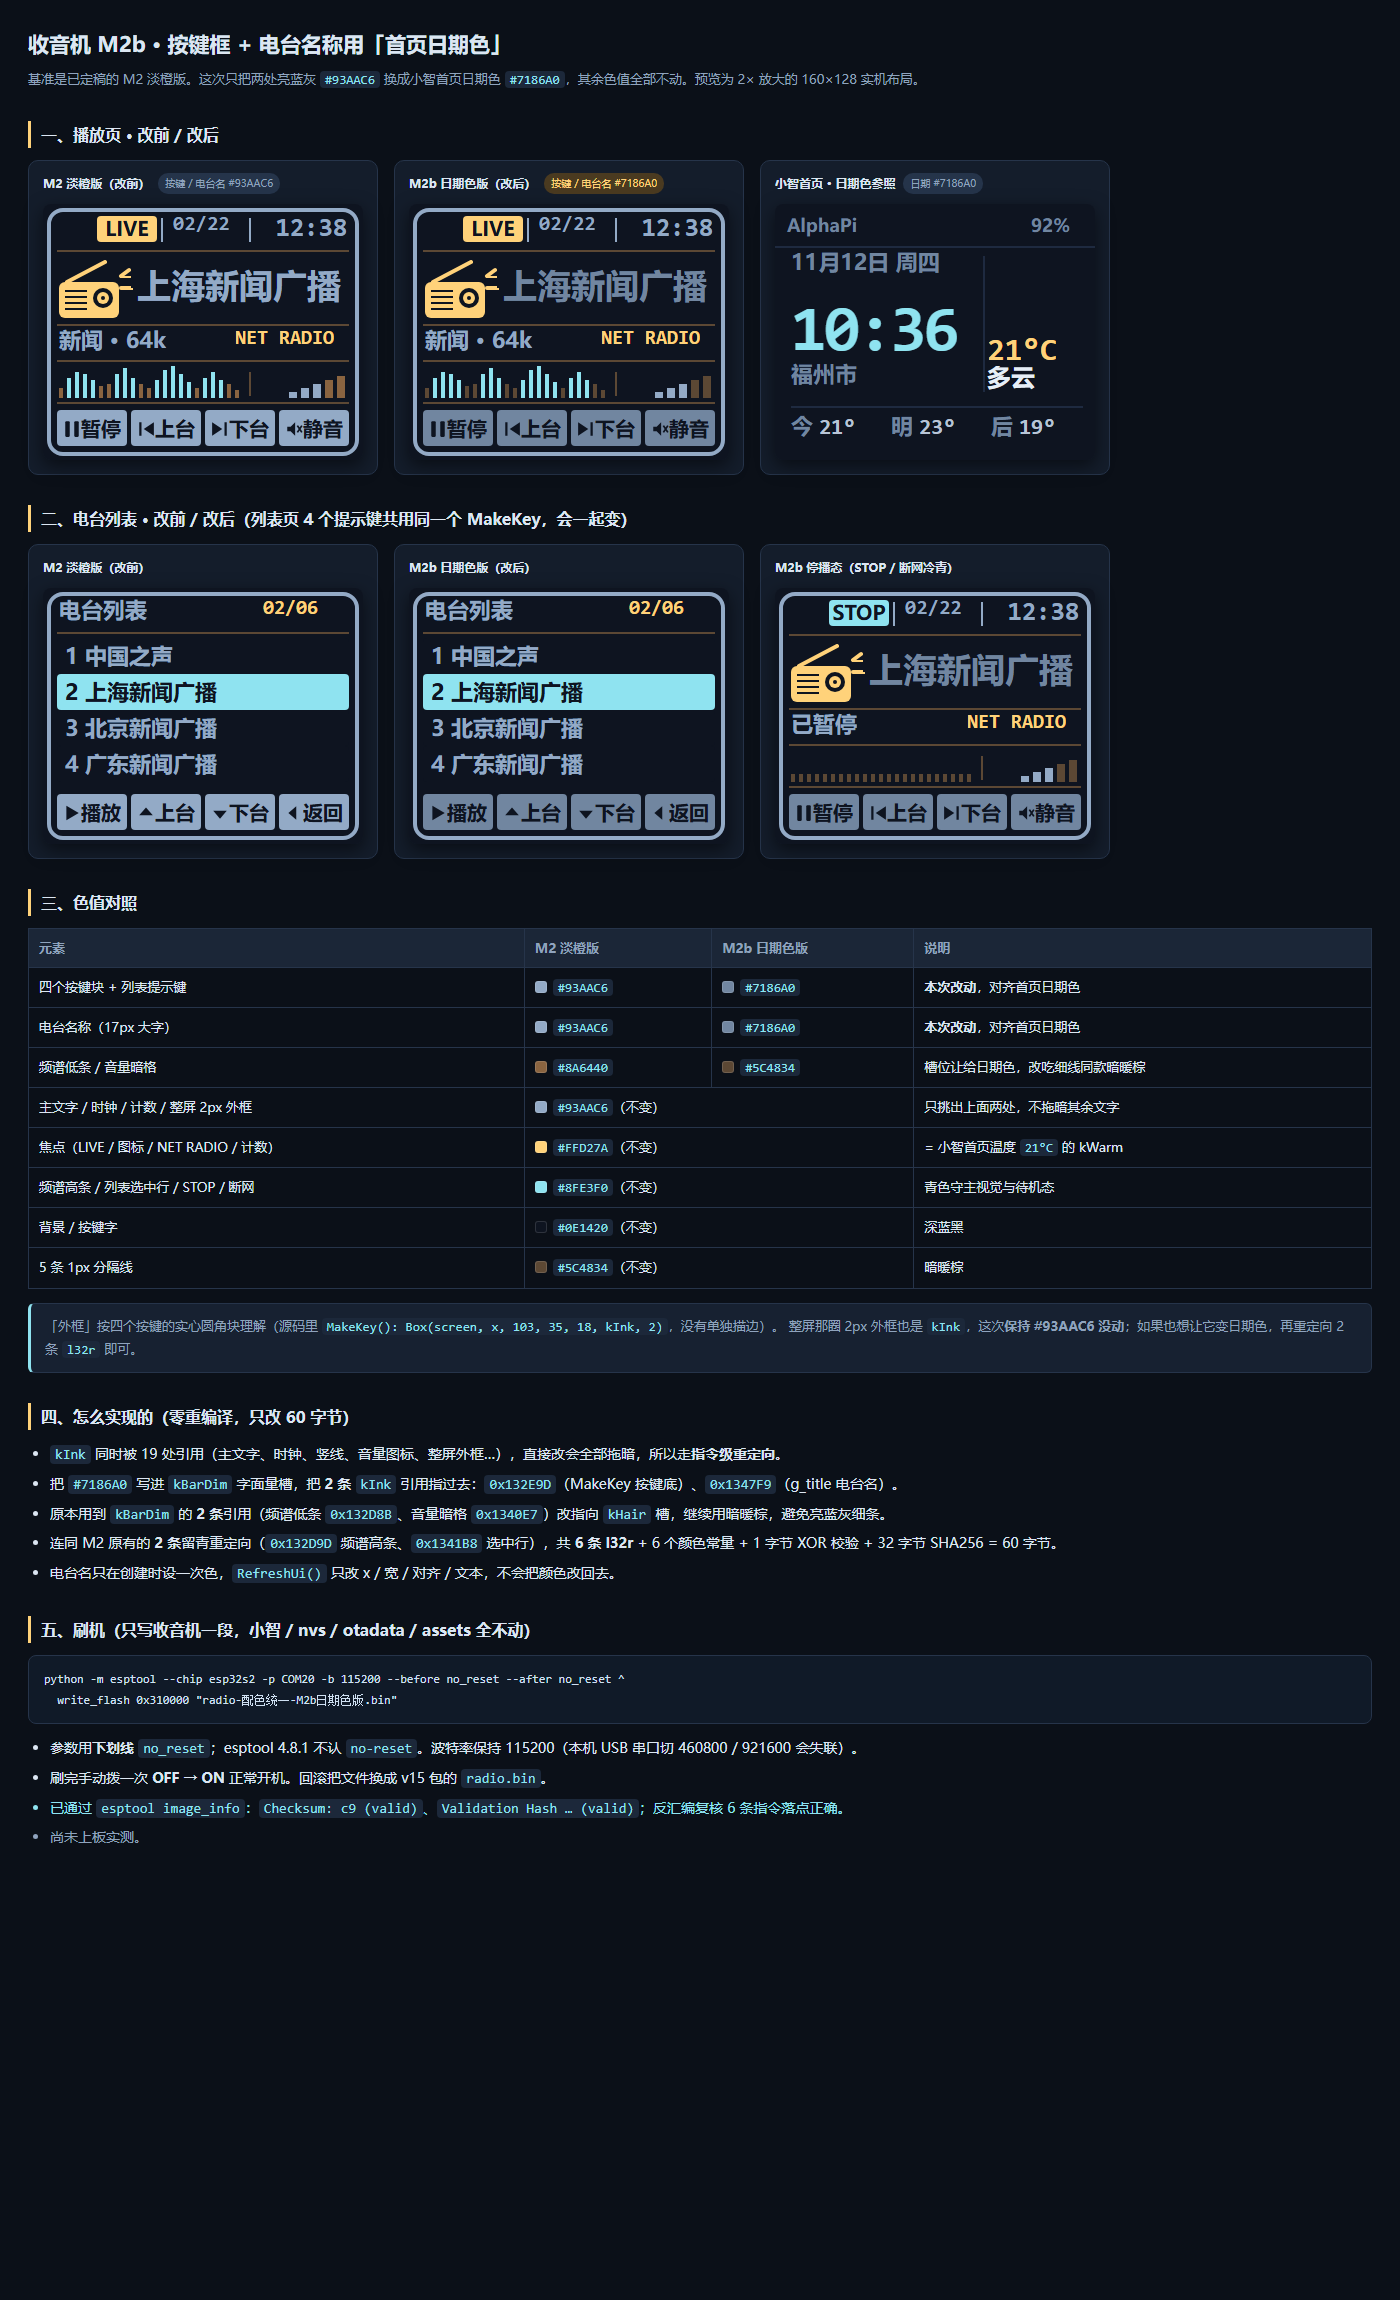 收音机 M2b • 按键框 + 电台名称用「首页日期色」
基准是已定稿的 M2 淡橙版。这次只把两处亮蓝灰 #93AAC6 换成小智首页日期色 #7186A0，其余色值全部不动。预览为 2× 放大的 160×128 实机布局。
一、播放页 • 改前 / 改后
M2 淡橙版（改前） 按键 / 电台名 #93AAC6
LIVE 02/22 12:38
上海新闻广播
新闻 • 64k NET RADIO
暂停 上台 下台 静音
M2b 日期色版（改后） 按键 / 电台名 #7186A0
LIVE 02/22 12:38
上海新闻广播
新闻 • 64k NET RADIO
暂停 上台 下台 静音
小智首页 • 日期色参照 日期 #7186A0
AlphaPi 92%
11月12日 周四
10:36
21°C
福州市 多云
今 21° 明 23° 后 19°
二、电台列表 • 改前 / 改后（列表页 4 个提示键共用同一个 MakeKey，会一起变）
M2 淡橙版（改前）
电台列表 02/06
1 中国之声
2 上海新闻广播
3 北京新闻广播
4 广东新闻广播
播放 上台 下台 返回
M2b 日期色版（改后）
电台列表 02/06
1 中国之声
2 上海新闻广播
3 北京新闻广播
4 广东新闻广播
播放 上台 下台 返回
M2b 停播态（STOP / 断网冷青）
STOP 02/22 12:38
上海新闻广播
已暂停 NET RADIO
暂停 上台 下台 静音
三、色值对照
元素 M2 淡橙版 M2b 日期色版 说明
四个按键块 + 列表提示键 #93AAC6 #7186A0 本次改动，对齐首页日期色
电台名称（17px 大字） #93AAC6 #7186A0 本次改动，对齐首页日期色
频谱低条 / 音量暗格 #8A6440 #5C4834 槽位让给日期色，改吃细线同款暗暖棕
主文字 / 时钟 / 计数 / 整屏 2px 外框 #93AAC6（不变） 只挑出上面两处，不拖暗其余文字
焦点（LIVE / 图标 / NET RADIO / 计数） #FFD27A（不变） = 小智首页温度 21°C 的 kWarm
频谱高条 / 列表选中行 / STOP / 断网 #8FE3F0（不变） 青色守主视觉与待机态
背景 / 按键字 #0E1420（不变） 深蓝黑
5 条 1px 分隔线 #5C4834（不变） 暗暖棕
「外框」按四个按键的实心圆角块理解（源码里 MakeKey(): Box(screen, x, 103, 35, 18, kInk, 2)，没有单独描边）。 整屏那圈 2px 外框也是 kInk，这次保持 #93AAC6 没动；如果也想让它变日期色，再重定向 2
条 l32r 即可。
四、怎么实现的（零重编译，只改 60 字节）
• kInk 同时被 19 处引用（主文字、时钟、竖线、音量图标、整屏外框…），直接改会全部拖暗，所以走指令级重定向。
• 把 #7186A0 写进 kBarDim 字面量槽，把 2 条 kInk 引用指过去：0x132E9D（MakeKey 按键底）、0x1347F9（g_title 电台名）。
• 原本用到 kBarDim 的 2 条引用（频谱低条 0x132D8B、音量暗格 0x1340E7）改指向 kHair 槽，继续用暗暖棕，避免亮蓝灰细条。
• 连同 M2 原有的 2 条留青重定向（0x132D9D 频谱高条、0x1341B8 选中行），共 6 条 l32r + 6 个颜色常量 + 1 字节 XOR 校验 + 32 字节 SHA256 = 60 字节。
• 电台名只在创建时设一次色，RefreshUi() 只改 x / 宽 / 对齐 / 文本，不会把颜色改回去。
五、刷机（只写收音机一段，小智 / nvs / otadata / assets 全不动）
python -m esptool --chip esp32s2 -p COM20 -b 115200 --before no_reset --after no_reset ^
write_flash 0x310000 "radio-配色统一-M2b日期色版.bin"
• 参数用下划线 no_reset；esptool 4.8.1 不认 no-reset。波特率保持 115200（本机 USB 串口切 460800 / 921600 会失联）。
• 刷完手动拨一次 OFF → ON 正常开机。回滚把文件换成 v15 包的 radio.bin。
• 已通过 esptool image_info：Checksum: c9 (valid)、Validation Hash … (valid)；反汇编复核 6 条指令落点正确。
• 尚未上板实测。